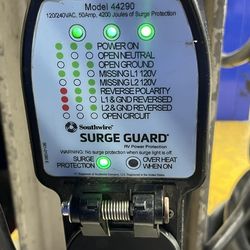 Model 44290
120/240VAC, 50Amp, 4200 Joules of Surge Protection
POWER ON
OPEN NEUTRAL
OPEN GROUND
MISSING L1 120V
MISSING L2 120V
REVERSE POLARITY
L1 & GND REVERSED
L2 & GND REVERSED
OPEN CIRCUIT
Southwire®
SURGE GUARD®
RV Power Protection
WARNING: No surge protection when surge light is off
SURGE PROTECTION
OVER HEAT WHEN ON